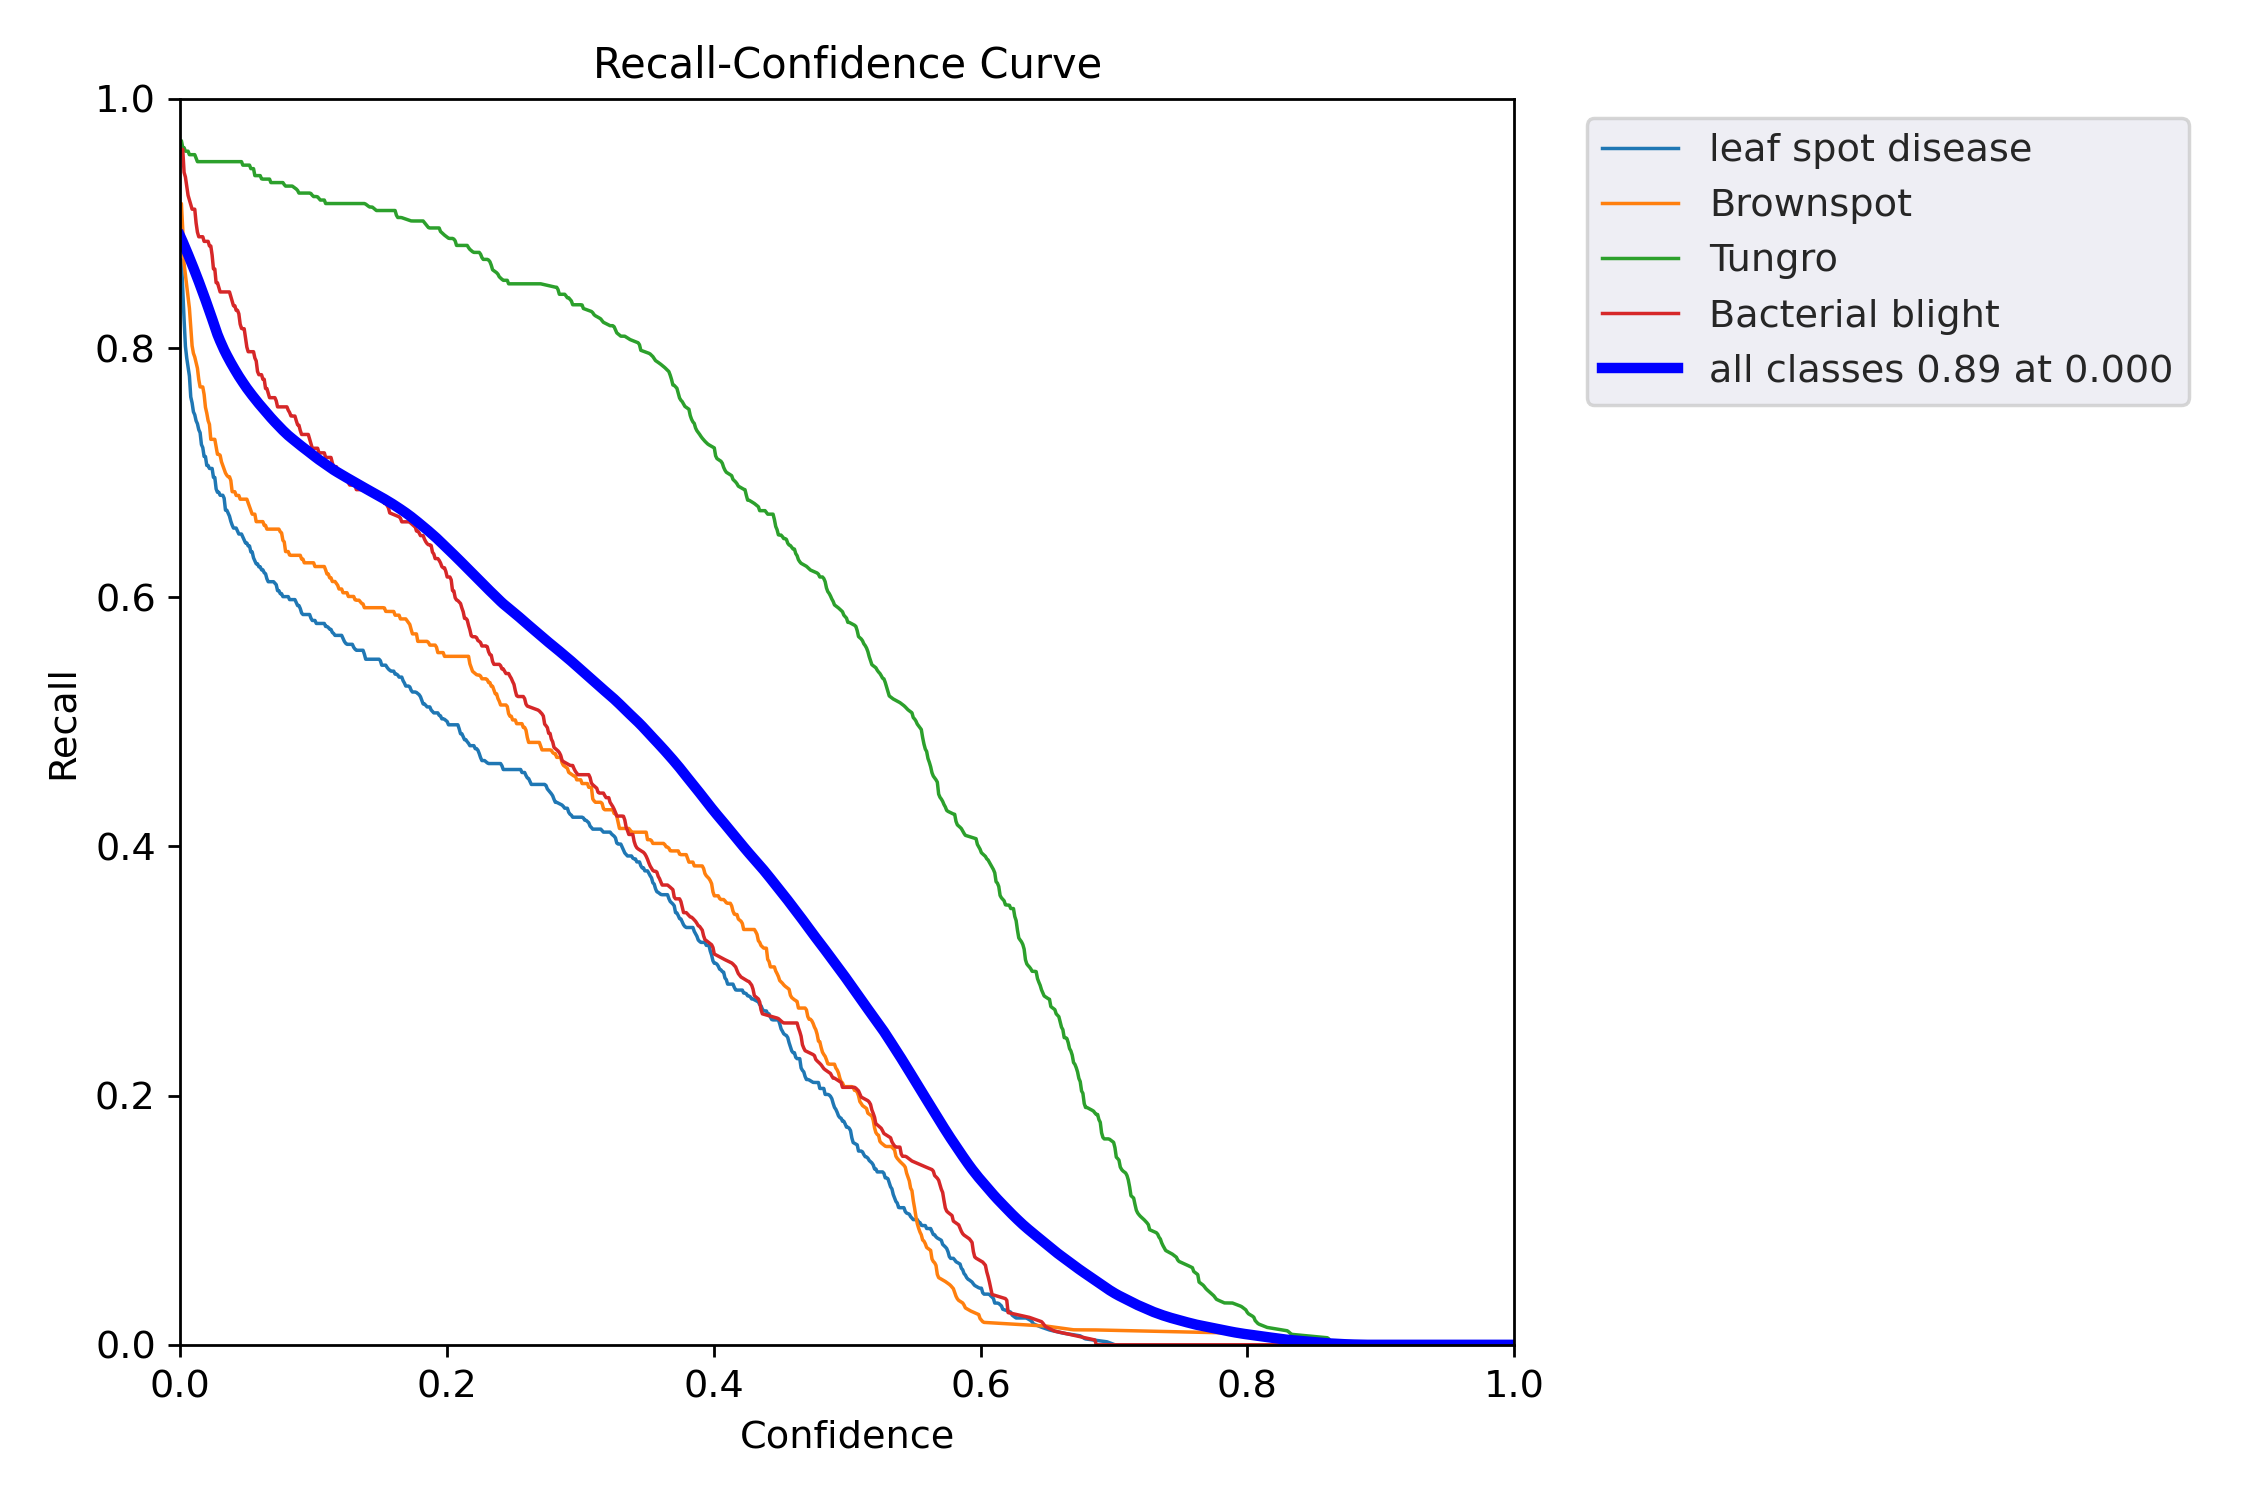 Recall-Confidence Curve
1.0
0.8
0.6
0.4
0.2
0.0
Recall
0.0 0.2 0.4 0.6 0.8 1.0
Confidence
leaf spot disease
Brownspot
Tungro
Bacterial blight
all classes 0.89 at 0.000